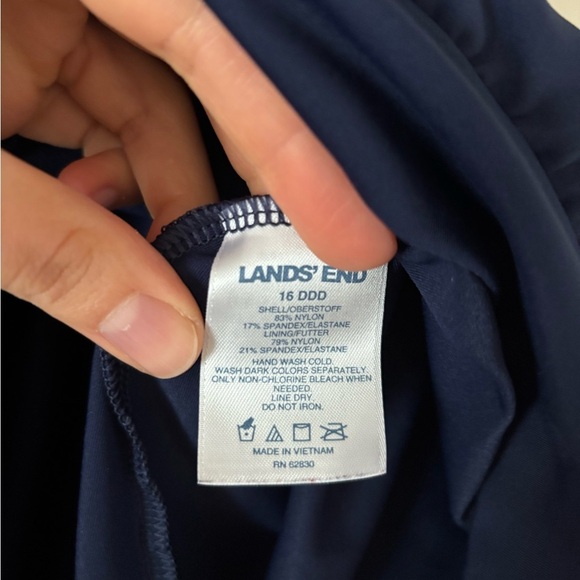 LANDS' END
16 DDD
SHELL/OBERSTOFF
83% NYLON
17% SPANDEX/ELASTANE
LINING/FUTTER
79% NYLON
21% SPANDEX/ELASTANE
HAND WASH COLD.
WASH DARK COLORS SEPARATELY.
ONLY NON-CHLORINE BLEACH WHEN
NEEDED.
LINE DRY.
DO NOT IRON.
MADE IN VIETNAM
RN 62830